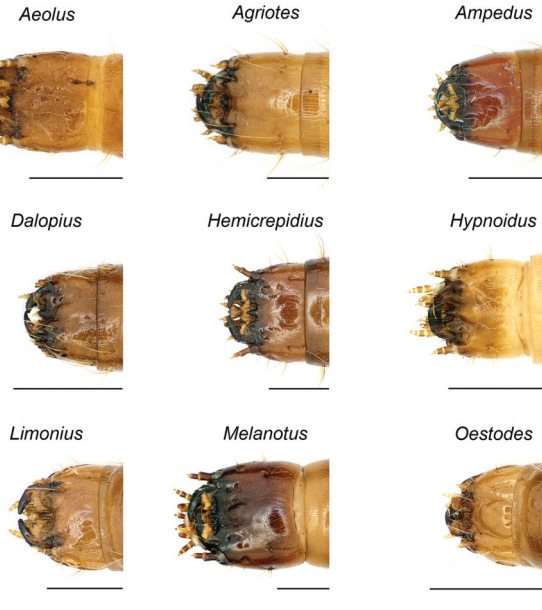 Aeolus
Agriotes
Ampedus
Dalopius
Hemicrepidius
Hypnoidus
Limonius
Melanotus
Oestodes